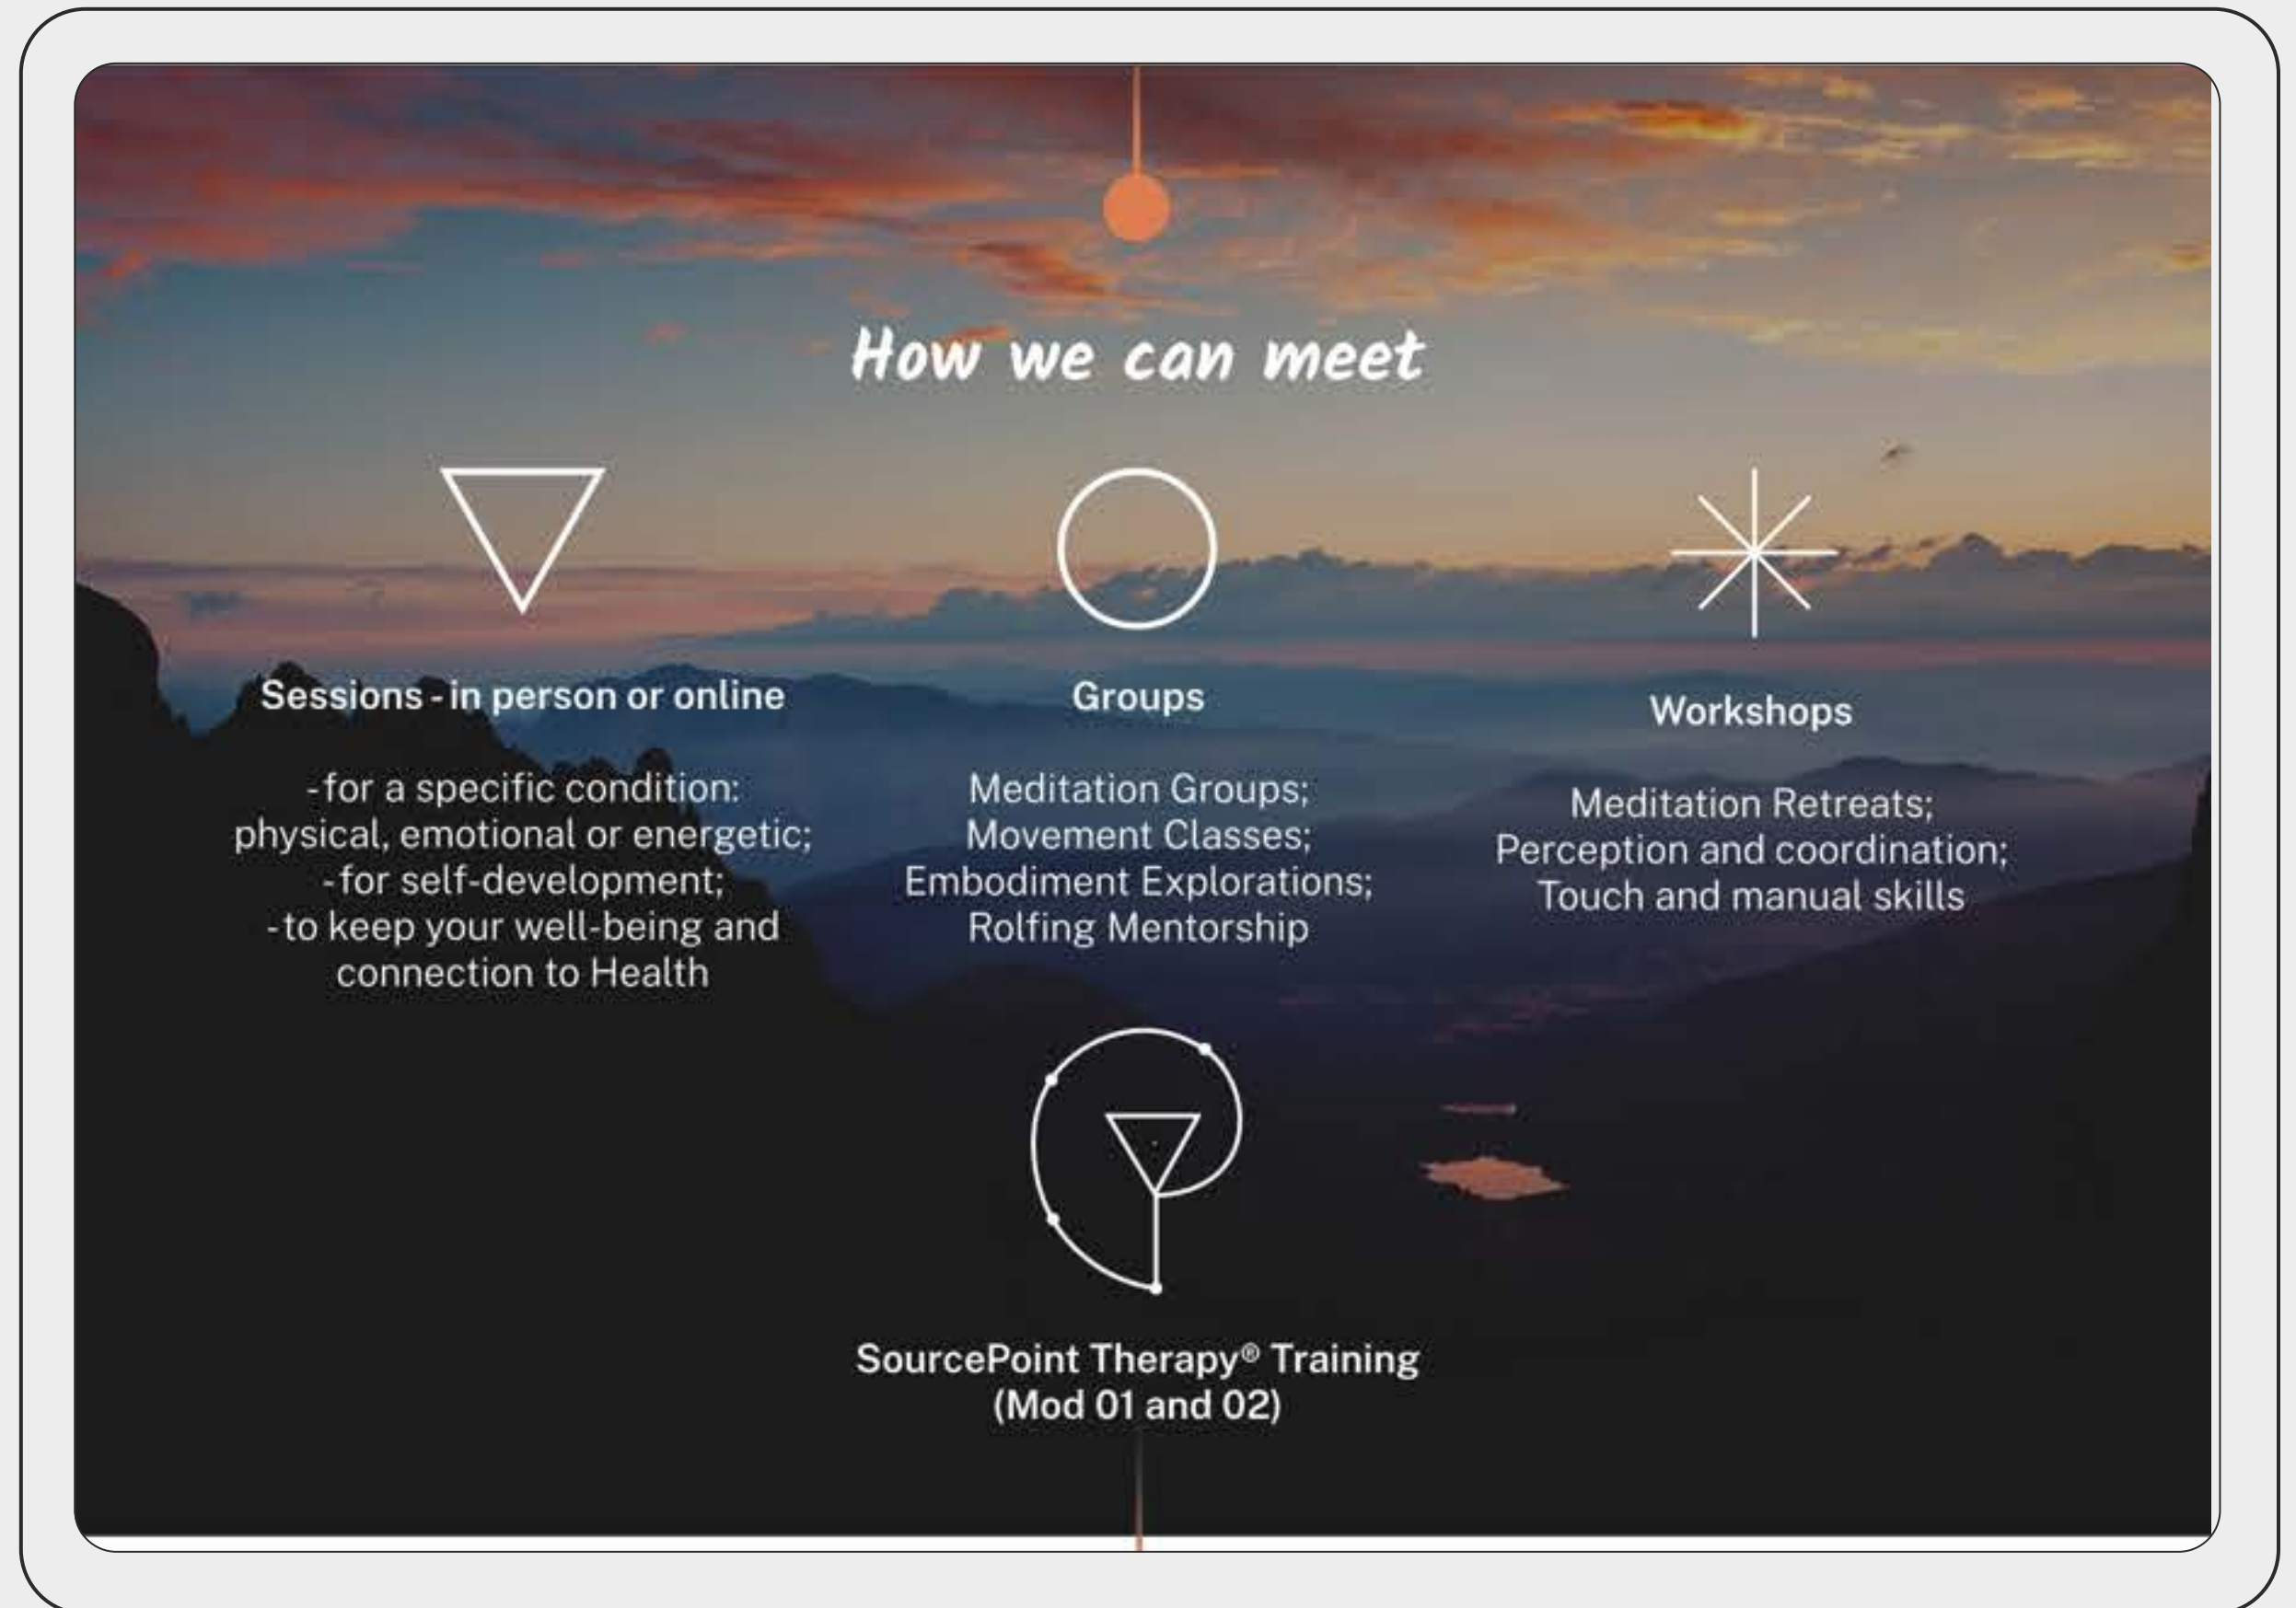 How we can meet
Sessions - in person or online
- for a specific condition:
physical, emotional or energetic;
- for self-development;
- to keep your well-being and
connection to Health
Groups
Meditation Groups;
Movement Classes;
Embodiment Explorations;
Rolfing Mentorship
Workshops
Meditation Retreats;
Perception and coordination;
Touch and manual skills
SourcePoint Therapy® Training
(Mod 01 and 02)